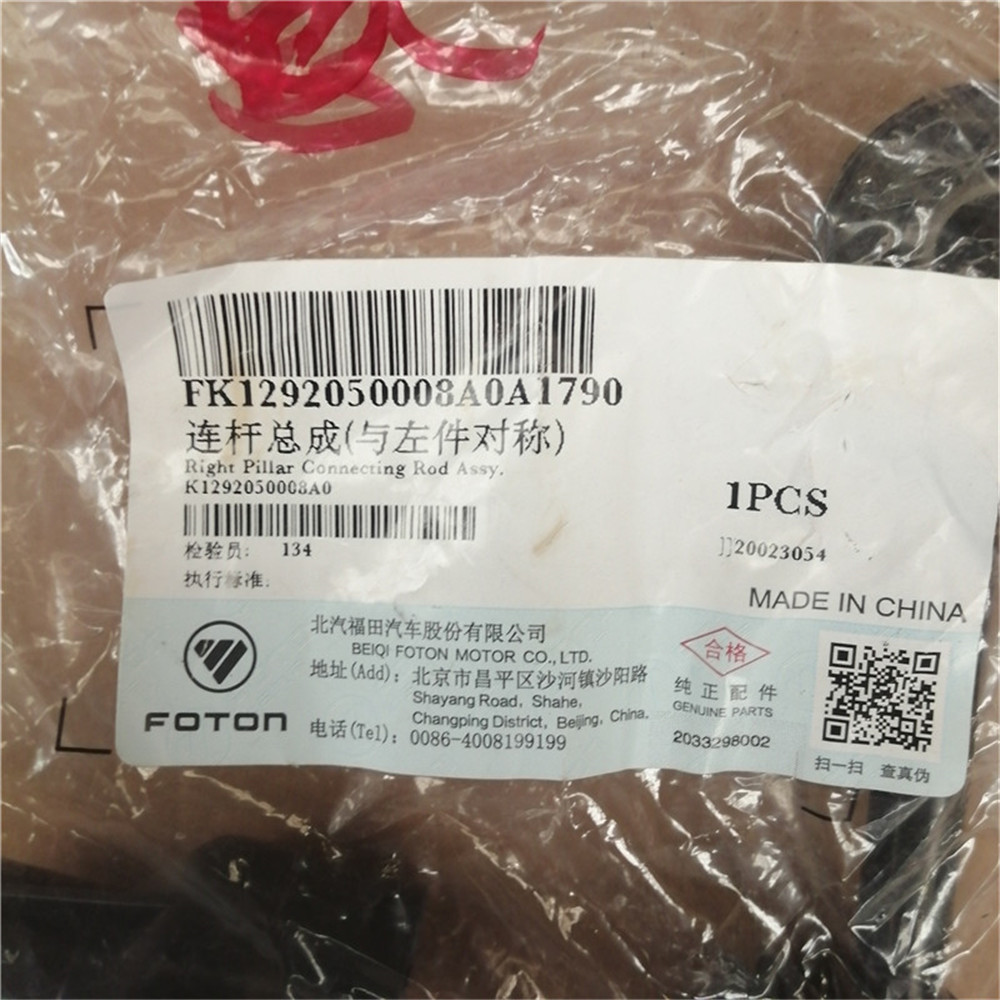 FK1292050008A0A1790
连杆总成(与左件对称)
Right Pillar Connecting Rod Assy.
K1292050008A0
1PCS
检验员: 134
]]20023054
执行标准:
MADE IN CHINA
FOTON
北汽福田汽车股份有限公司
BEIQI FOTON MOTOR CO.,LTD.
地址(Add): 北京市昌平区沙河镇沙阳路
Shayang Road, Shahe,
Changping District, Beijing, China.
电话(Tel): 0086-4008199199
合格
纯正配件
GENUINE PARTS
2033298002
扫一扫 查真伪